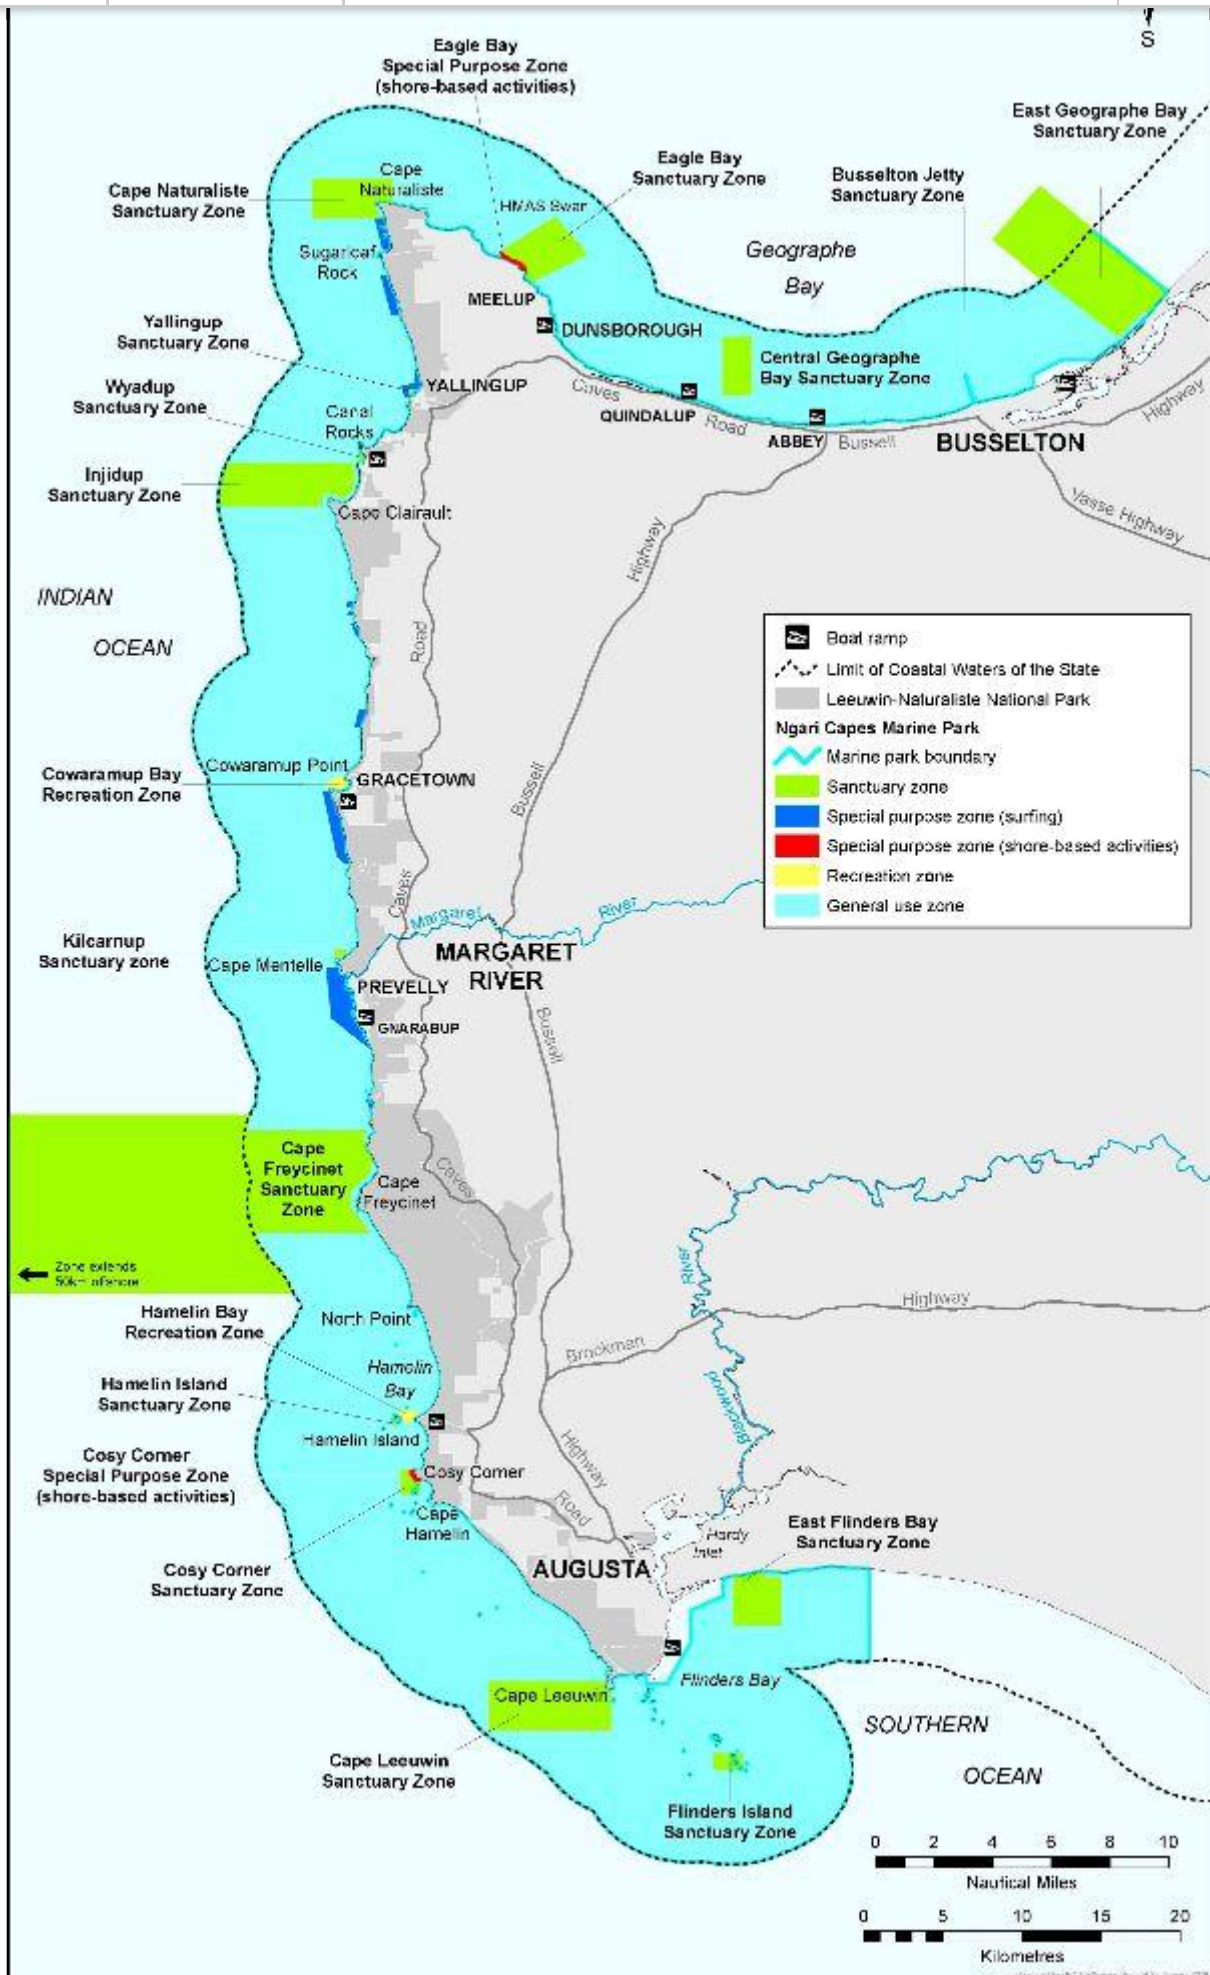 S
Eagle Bay
Special Purpose Zone
(shore-based activities)
East Geographe Bay
Sanctuary Zone
Eagle Bay
Sanctuary Zone
Busselton Jetty
Sanctuary Zone
Cape Naturaliste
Sanctuary Zone
Cape
Naturaliste
HMAS Swan
Sugarloaf
Rock
Geographe
Bay
MEELUP
DUNSBOROUGH
Yallingup
Sanctuary Zone
Central Geographe
Bay Sanctuary Zone
Wyadup
Sanctuary Zone
YALLINGUP
Caves
Road
QUINDALUP
Canal
Rocks
ABBEY
Bussell
Highway
BUSSELTON
Injidup
Sanctuary Zone
Cape Clairault
Vasse Highway
Highway
INDIAN
OCEAN
Road
Boat ramp
Limit of Coastal Waters of the State
Leeuwin-Naturaliste National Park
Ngari Capes Marine Park
Marine park boundary
Sanctuary zone
Special purpose zone (surfing)
Special purpose zone (shore-based activities)
Recreation zone
General use zone
Cowaramup Point
GRACETOWN
Cowaramup Bay
Recreation Zone
Bussell
Caves
Margaret
River
Kilcarnup
Sanctuary zone
Cape Mentelle
MARGARET
RIVER
PREVELLY
GNARABUP
Bussell
Cape
Freycinet
Sanctuary
Zone
Caves
Cape
Freycinet
Zone extends
50km offshore
River
Hamelin Bay
Recreation Zone
North Point
Highway
Brockman
Hamelin
Bay
Hamelin Island
Sanctuary Zone
Blackwood
Hamelin Island
Highway
Cosy Corner
Special Purpose Zone
(shore-based activities)
Cosy Corner
Road
Cape
Hamelin
Hardy
Inlet
East Flinders Bay
Sanctuary Zone
Cosy Corner
Sanctuary Zone
AUGUSTA
Flinders Bay
Cape Leeuwin
SOUTHERN
OCEAN
Cape Leeuwin
Sanctuary Zone
Flinders Island
Sanctuary Zone
0 2 4 6 8 10
Nautical Miles
0 5 10 15 20
Kilometres